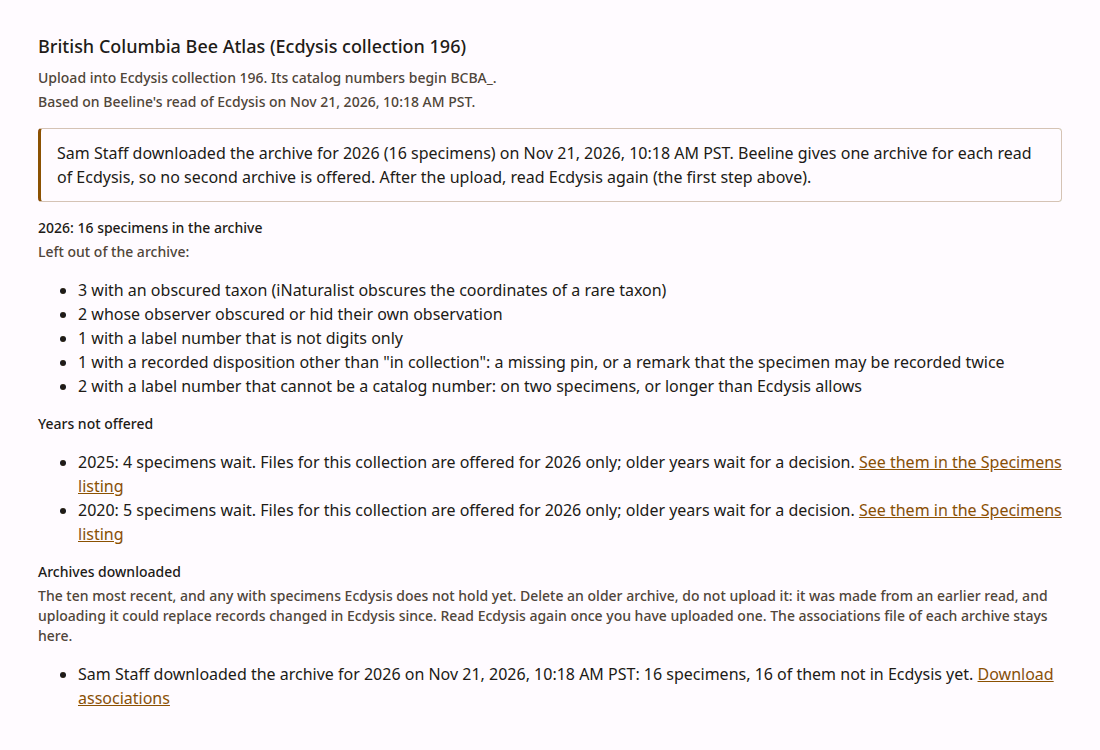 British Columbia Bee Atlas (Ecdysis collection 196)
Upload into Ecdysis collection 196. Its catalog numbers begin BCBA_.
Based on Beeline's read of Ecdysis on Nov 21, 2026, 10:18 AM PST.
Sam Staff downloaded the archive for 2026 (16 specimens) on Nov 21, 2026, 10:18 AM PST. Beeline gives one archive for each read
of Ecdysis, so no second archive is offered. After the upload, read Ecdysis again (the first step above).
2026: 16 specimens in the archive
Left out of the archive:
• 3 with an obscured taxon (iNaturalist obscures the coordinates of a rare taxon)
• 2 whose observer obscured or hid their own observation
• 1 with a label number that is not digits only
• 1 with a recorded disposition other than "in collection": a missing pin, or a remark that the specimen may be recorded twice
• 2 with a label number that cannot be a catalog number: on two specimens, or longer than Ecdysis allows
Years not offered
• 2025: 4 specimens wait. Files for this collection are offered for 2026 only; older years wait for a decision. See them in the Specimens
listing
• 2020: 5 specimens wait. Files for this collection are offered for 2026 only; older years wait for a decision. See them in the Specimens
listing
Archives downloaded
The ten most recent, and any with specimens Ecdysis does not hold yet. Delete an older archive, do not upload it: it was made from an earlier read, and
uploading it could replace records changed in Ecdysis since. Read Ecdysis again once you have uploaded one. The associations file of each archive stays
here.
• Sam Staff downloaded the archive for 2026 on Nov 21, 2026, 10:18 AM PST: 16 specimens, 16 of them not in Ecdysis yet. Download
associations